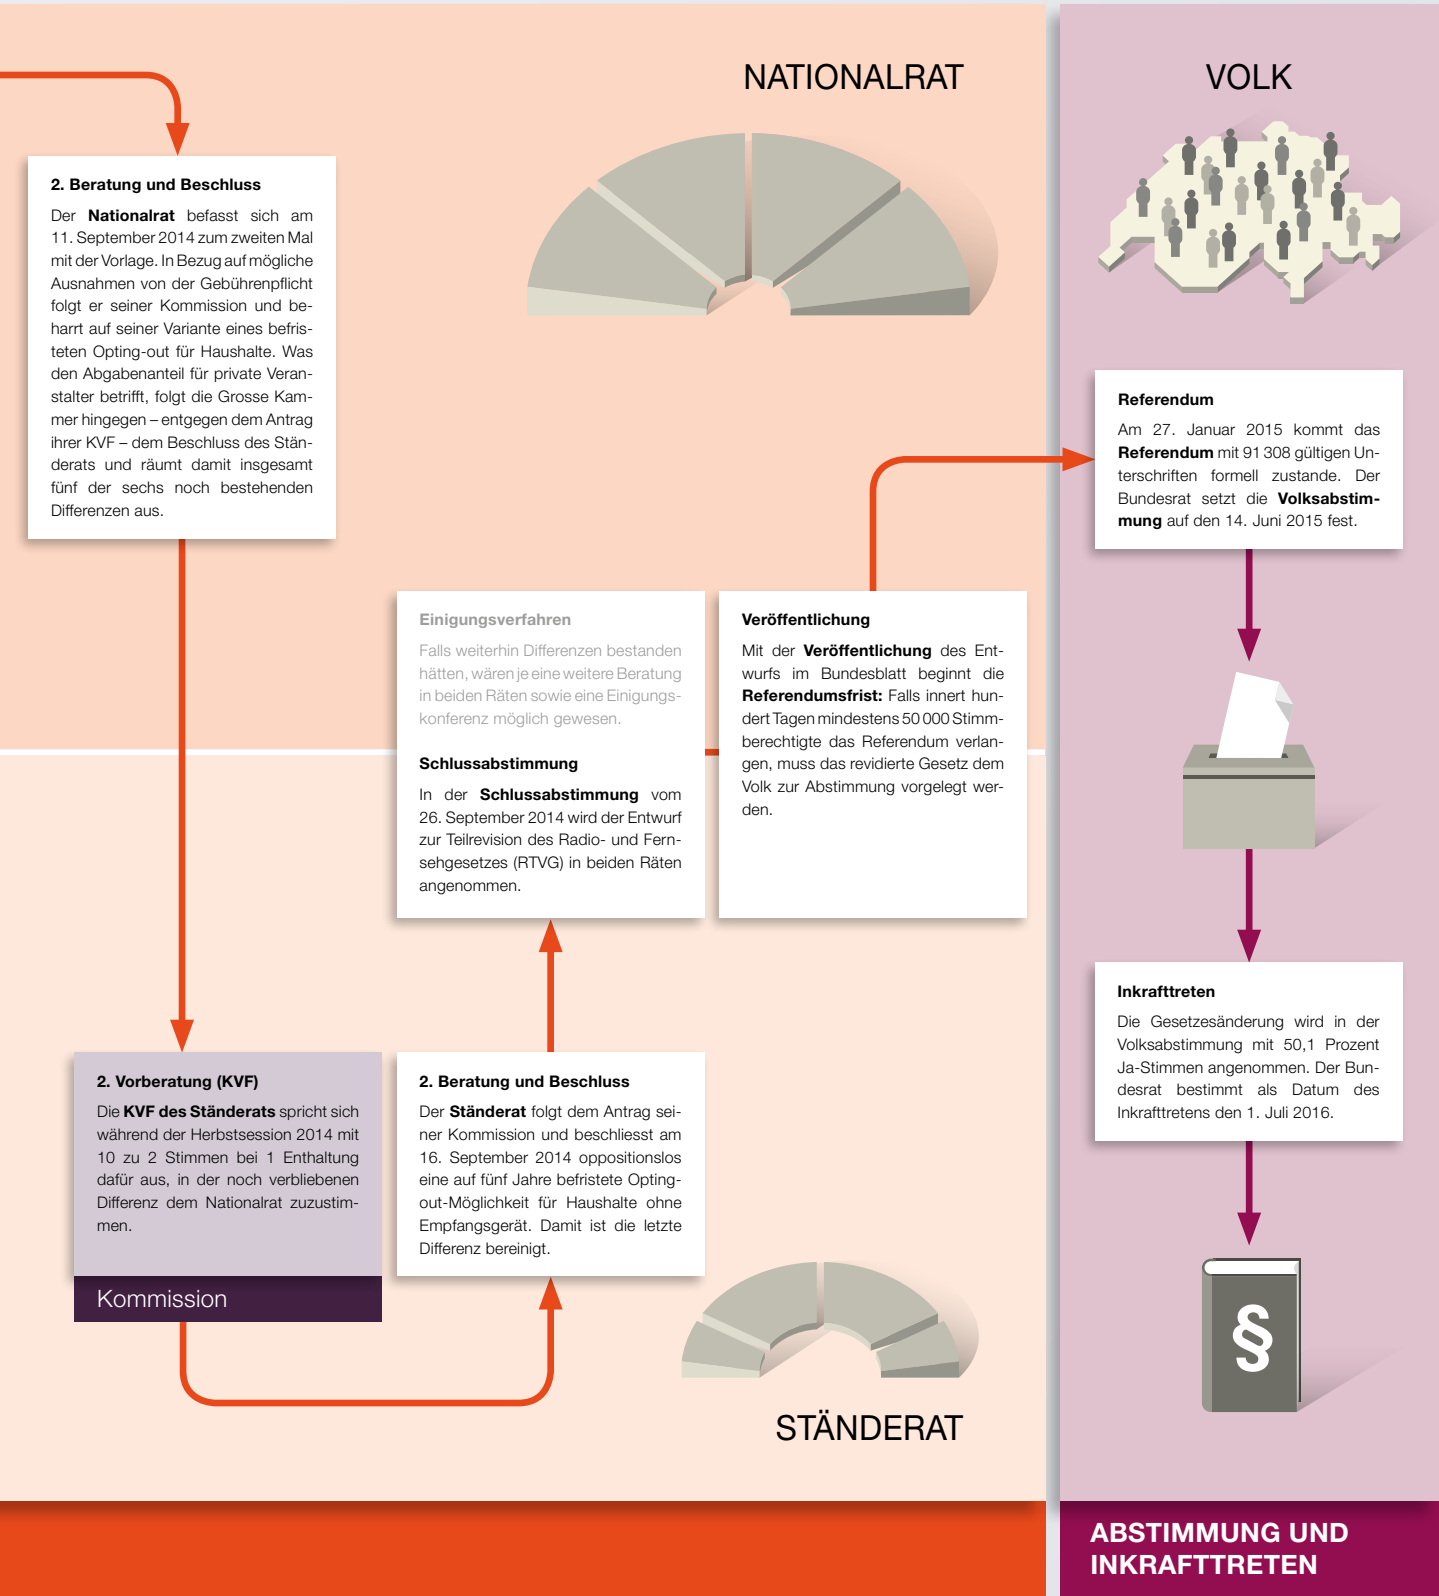 NATIONALRAT
2. Beratung und Beschluss
Der Nationalrat befasst sich am
11. September 2014 zum zweiten Mal
mit der Vorlage. In Bezug auf mögliche
Ausnahmen von der Gebührenpflicht
folgt er seiner Kommission und be-
harrt auf seiner Variante eines befris-
teten Opting-out für Haushalte. Was
den Abgabenanteil für private Veran-
stalter betrifft, folgt die Grosse Kam-
mer hingegen – entgegen dem Antrag
ihrer KVF – dem Beschluss des Stän-
derats und räumt damit insgesamt
fünf der sechs noch bestehenden
Differenzen aus.
2. Vorberatung (KVF)
Die KVF des Ständerats spricht sich
während der Herbstsession 2014 mit
10 zu 2 Stimmen bei 1 Enthaltung
dafür aus, in der noch verbliebenen
Differenz dem Nationalrat zuzustim-
men.
Kommission
2. Beratung und Beschluss
Der Ständerat folgt dem Antrag sei-
ner Kommission und beschliesst am
16. September 2014 oppositionslos
eine auf fünf Jahre befristete Opting-
out-Möglichkeit für Haushalte ohne
Empfangsgerät. Damit ist die letzte
Differenz bereinigt.
Einigungsverfahren
Falls weiterhin Differenzen bestanden
hätten, wären je eine weitere Beratung
in beiden Räten sowie eine Einigungs-
konferenz möglich gewesen.
Schlussabstimmung
In der Schlussabstimmung vom
26. September 2014 wird der Entwurf
zur Teilrevision des Radio- und Fern-
sehgesetzes (RTVG) in beiden Räten
angenommen.
Veröffentlichung
Mit der Veröffentlichung des Ent-
wurfs im Bundesblatt beginnt die
Referendumsfrist: Falls innert hun-
dert Tagen mindestens 50 000 Stimm-
berechtigte das Referendum verlan-
gen, muss das revidierte Gesetz dem
Volk zur Abstimmung vorgelegt wer-
den.
STÄNDERAT
VOLK
Referendum
Am 27. Januar 2015 kommt das
Referendum mit 91 308 gültigen Un-
terschriften formell zustande. Der
Bundesrat setzt die Volksabstim-
mung auf den 14. Juni 2015 fest.
Inkrafttreten
Die Gesetzesänderung wird in der
Volksabstimmung mit 50,1 Prozent
Ja-Stimmen angenommen. Der Bun-
desrat bestimmt als Datum des
Inkrafttretens den 1. Juli 2016.
§
ABSTIMMUNG UND
INKRAFTTRETEN